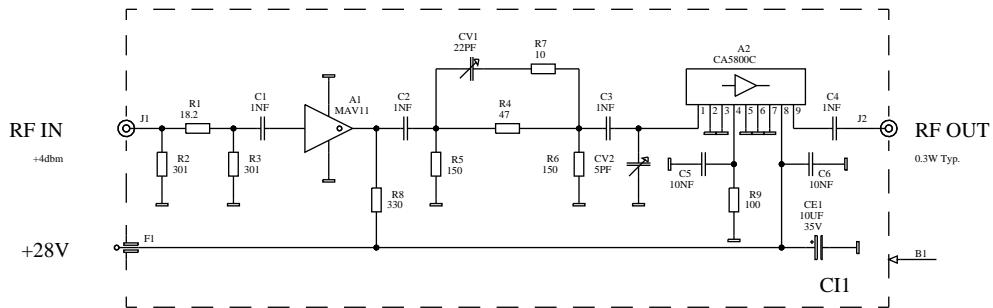 RF IN
+4dbm
J1
R1
18.2
R2
301
R3
301
C1
1NF
A1
MAV11
C2
1NF
CV1
22PF
R7
10
R4
47
R5
150
R6
150
R8
330
C3
1NF
CV2
5PF
A2
CA5800C
1 2 3 4 5 6 7 8 9
C5
10NF
R9
100
C6
10NF
C4
1NF
J2
RF OUT
0.3W Typ.
+28V
F1
CE1
10UF
35V
+
B1
CI1